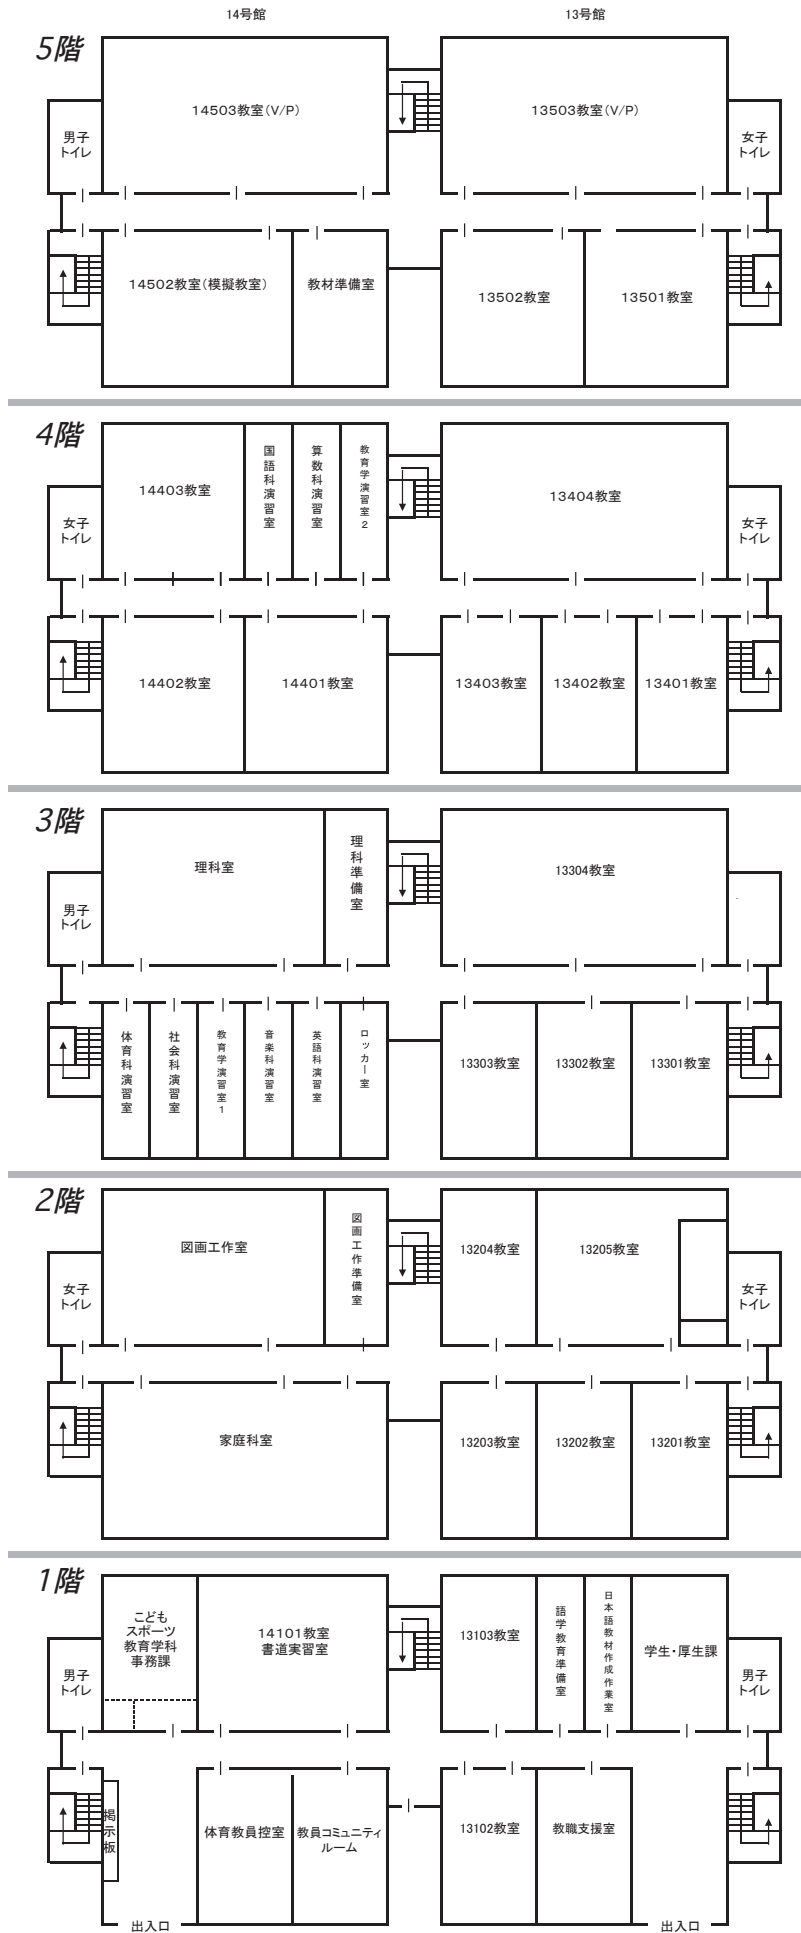 14号館
13号館
5階
14503教室(V/P)
13503教室(V/P)
男子
トイレ
女子
トイレ
14502教室(模擬教室)
教材準備室
13502教室
13501教室
4階
14403教室
国語科演習室
算数科演習室
教育学演習室2
13404教室
女子
トイレ
女子
トイレ
14402教室
14401教室
13403教室
13402教室
13401教室
3階
理科室
理科準備室
13304教室
男子
トイレ
体育科演習室
社会科演習室
教育学演習室1
音楽科演習室
英語科演習室
ロッカー室
13303教室
13302教室
13301教室
2階
図画工作室
図画工作準備室
13204教室
13205教室
女子
トイレ
女子
トイレ
家庭科室
13203教室
13202教室
13201教室
1階
こども
スポーツ
教育学科
事務課
14101教室
書道実習室
13103教室
語学教育準備室
日本語教材作成作業室
学生・厚生課
男子
トイレ
男子
トイレ
掲示板
体育教員控室
教員コミュニティ
ルーム
13102教室
教職支援室
出入口
出入口